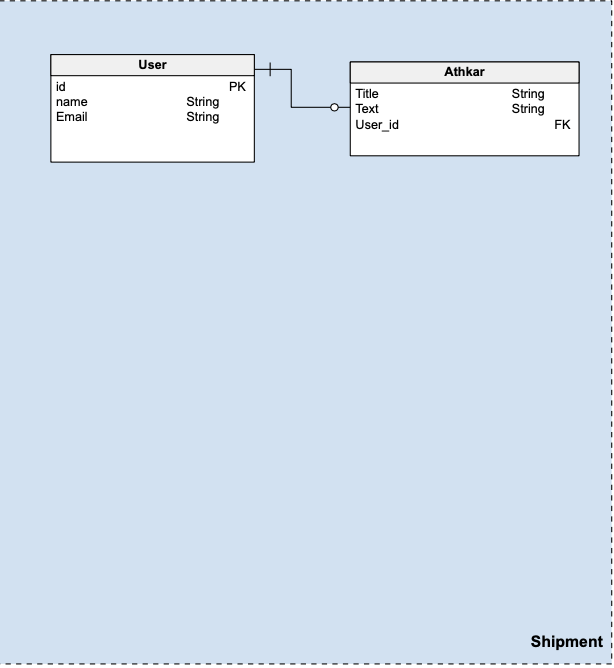 User
id PK
name String
Email String
Athkar
Title String
Text String
User_id FK
Shipment